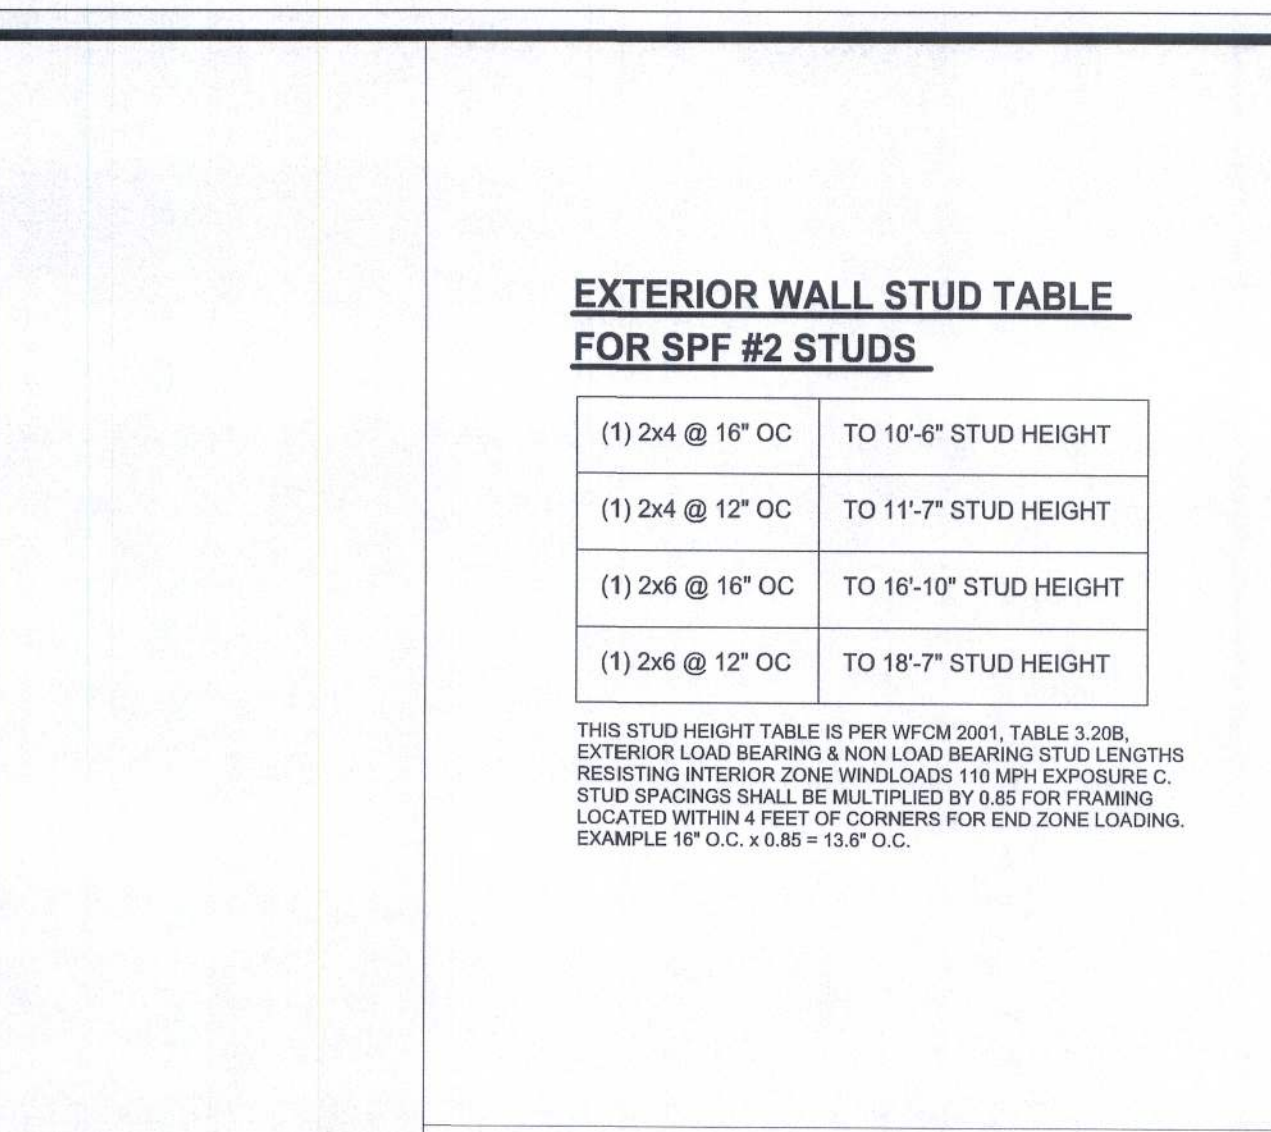 EXTERIOR WALL STUD TABLE
FOR SPF #2 STUDS
(1) 2x4 @ 16" OC TO 10'-6" STUD HEIGHT
(1) 2x4 @ 12" OC TO 11'-7" STUD HEIGHT
(1) 2x6 @ 16" OC TO 16'-10" STUD HEIGHT
(1) 2x6 @ 12" OC TO 18'-7" STUD HEIGHT
THIS STUD HEIGHT TABLE IS PER WFCM 2001, TABLE 3.20B,
EXTERIOR LOAD BEARING & NON LOAD BEARING STUD LENGTHS
RESISTING INTERIOR ZONE WINDLOADS 110 MPH EXPOSURE C.
STUD SPACINGS SHALL BE MULTIPLIED BY 0.85 FOR FRAMING
LOCATED WITHIN 4 FEET OF CORNERS FOR END ZONE LOADING.
EXAMPLE 16" O.C. x 0.85 = 13.6" O.C.